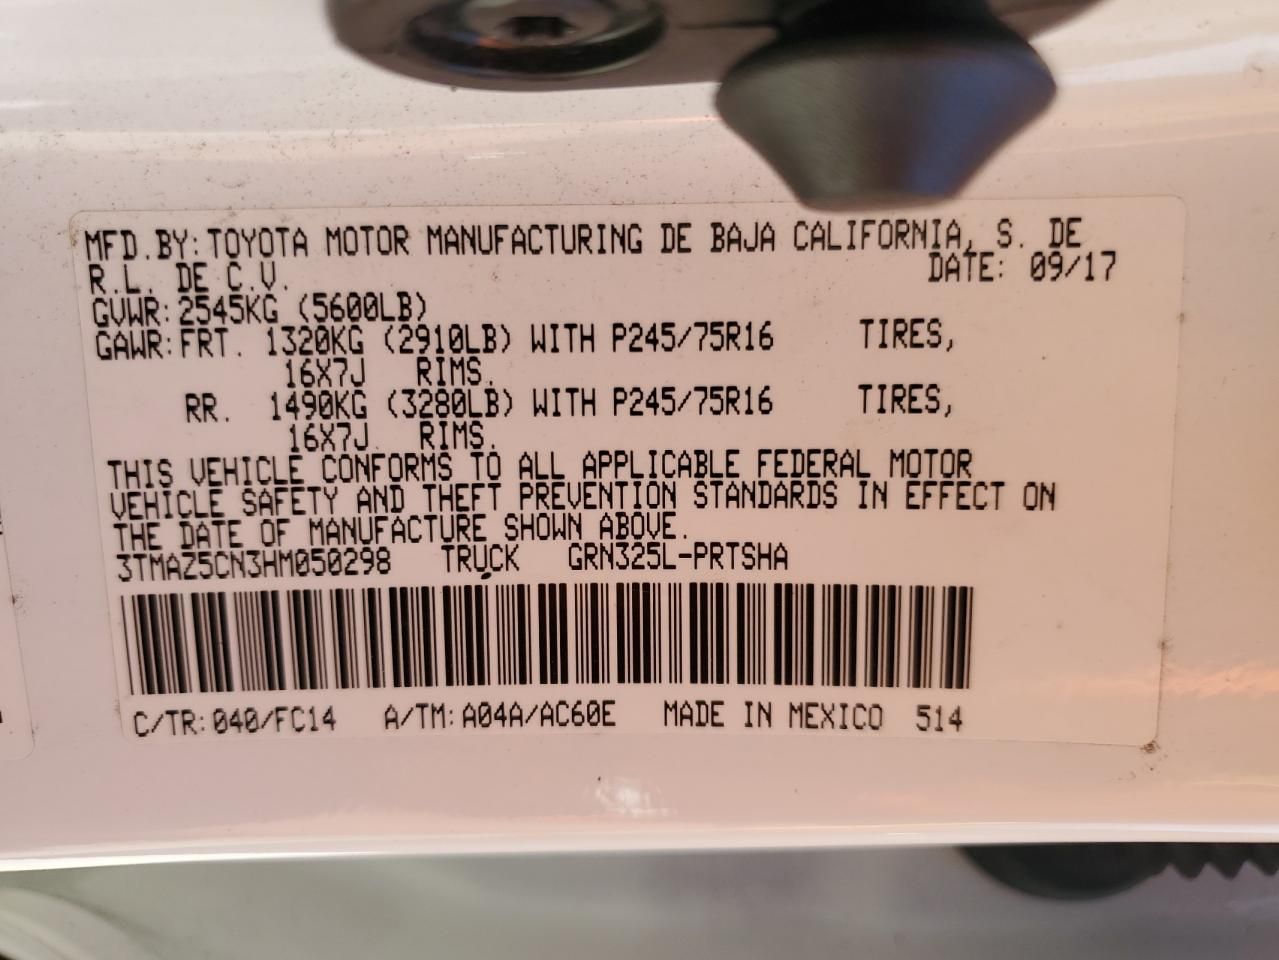 MFD.BY: TOYOTA MOTOR MANUFACTURING DE BAJA CALIFORNIA, S. DE
R.L. DE C.V. DATE: 09/17
GVWR: 2545KG (5600LB)
GAWR: FRT. 1320KG (2910LB) WITH P245/75R16 TIRES,
16X7J RIMS.
RR. 1490KG (3280LB) WITH P245/75R16 TIRES,
16X7J RIMS.
THIS VEHICLE CONFORMS TO ALL APPLICABLE FEDERAL MOTOR
VEHICLE SAFETY AND THEFT PREVENTION STANDARDS IN EFFECT ON
THE DATE OF MANUFACTURE SHOWN ABOVE.
3TMAZ5CN3HM050298 TRUCK GRN325L-PRTSHA
C/TR: 040/FC14 A/TM: A04A/AC60E MADE IN MEXICO 514